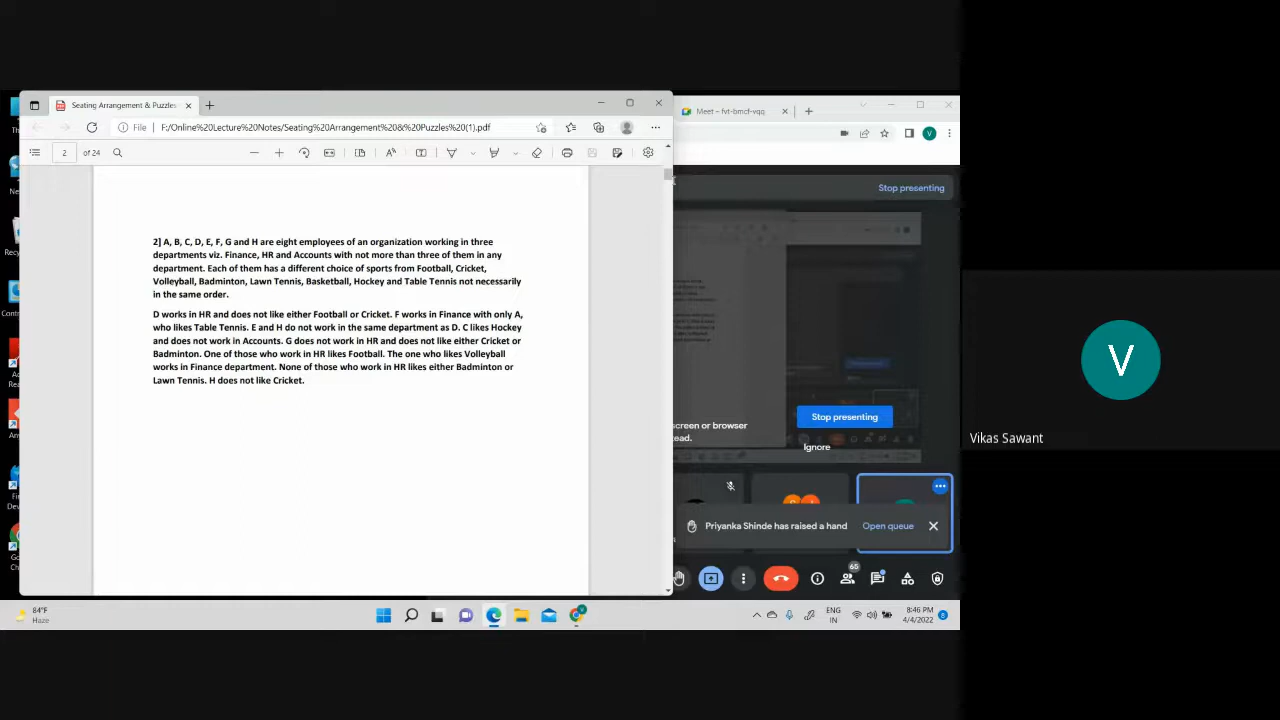 Seating Arrangement & Puzzles
Meet – fvt-bmcf-vqq
File
F:/Online%20Lecture%20Notes/Seating%20Arrangement%20&%20Puzzles%20(1).pdf
V
2 of 24
Stop presenting
2] A, B, C, D, E, F, G and H are eight employees of an organization working in three
departments viz. Finance, HR and Accounts with not more than three of them in any
department. Each of them has a different choice of sports from Football, Cricket,
Volleyball, Badminton, Lawn Tennis, Basketball, Hockey and Table Tennis not necessarily
in the same order.
D works in HR and does not like either Football or Cricket. F works in Finance with only A,
who likes Table Tennis. E and H do not work in the same department as D. C likes Hockey
and does not work in Accounts. G does not work in HR and does not like either Cricket or
Badminton. One of those who work in HR likes Football. The one who likes Volleyball
works in Finance department. None of those who work in HR likes either Badminton or
Lawn Tennis. H does not like Cricket.
V
Vikas Sawant
Stop presenting
screen or browser
Ignore
Priyanka Shinde has raised a hand
Open queue
65
84°F
Haze
ENG
IN
8:46 PM
4/4/2022
8